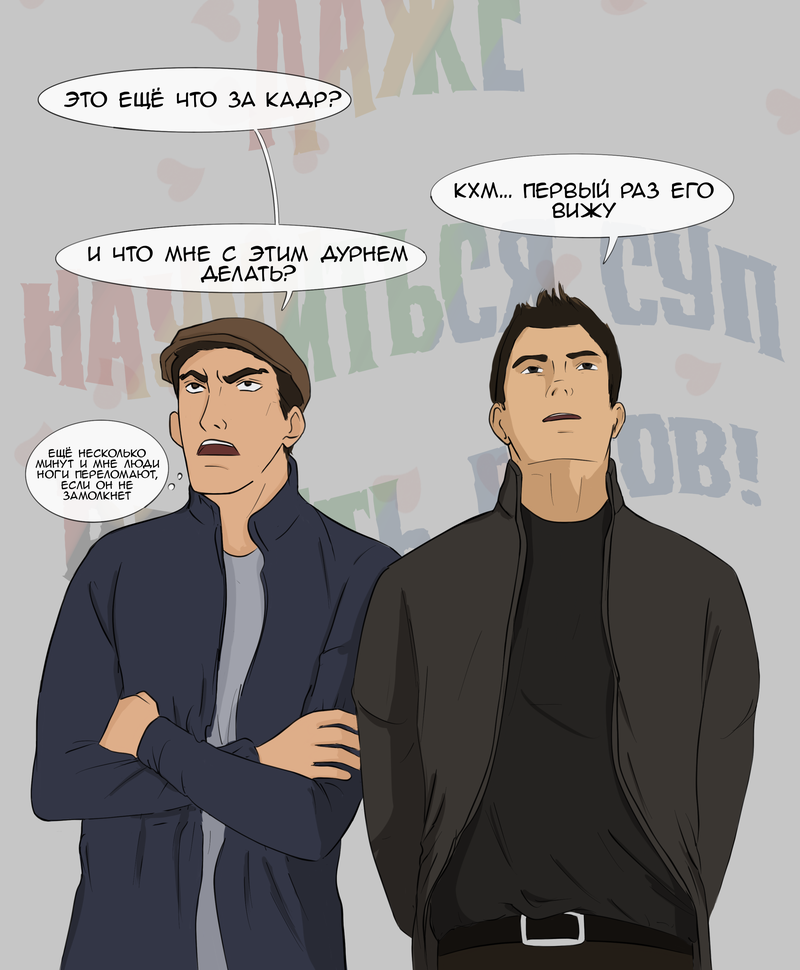 ДАЖЕ
ЭТО ЕЩЁ ЧТО ЗА КАДР?
КХМ... ПЕРВЫЙ РАЗ ЕГО
ВИЖУ
И ЧТО МНЕ С ЭТИМ ДУРНЕМ
ДЕЛАТЬ?
НАУЧИТЬСЯ СУП
ЕЩЁ НЕСКОЛЬКО
МИНУТ И МНЕ ЛЮДИ
НОГИ ПЕРЕЛОМАЮТ,
ЕСЛИ ОН НЕ
ЗАМОЛКНЕТ